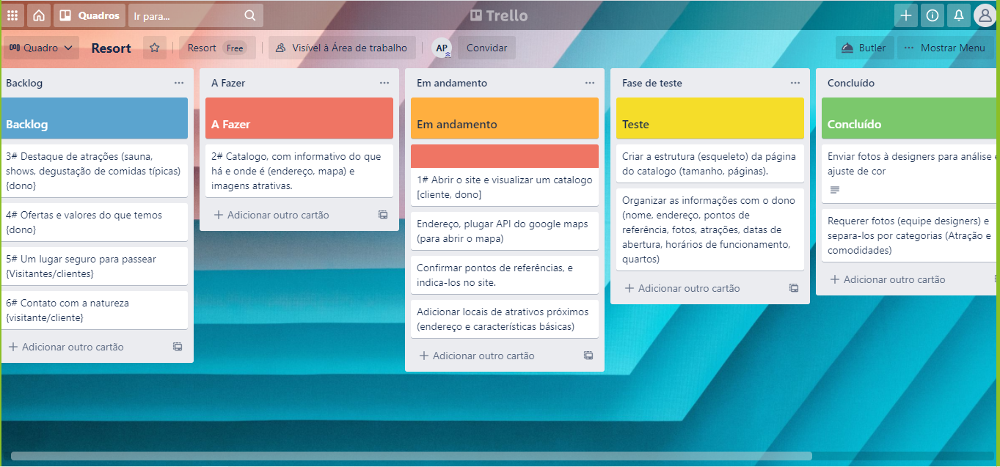 Quadros
Ir para...
Trello
Quadro
Resort
Resort Free
Visível à Área de trabalho
AP
Convidar
Butler
Mostrar Menu
Backlog
Backlog
3# Destaque de atrações (sauna,
shows, degustação de comidas típicas)
{dono}
4# Ofertas e valores do que temos
{dono}
5# Um lugar seguro para passear
{Visitantes/clientes}
6# Contato com a natureza
{visitante/cliente}
+ Adicionar outro cartão
A Fazer
A Fazer
2# Catalogo, com informativo do que
há e onde é (endereço, mapa) e
imagens atrativas.
+ Adicionar outro cartão
Em andamento
Em andamento
1# Abrir o site e visualizar um catalogo
[cliente, dono]
Endereço, plugar API do google maps
(para abrir o mapa)
Confirmar pontos de referências, e
indica-los no site.
Adicionar locais de atrativos próximos
(endereço e características básicas)
+ Adicionar outro cartão
Fase de teste
Teste
Criar a estrutura (esqueleto) da página
do catalogo (tamanho, páginas).
Organizar as informações com o dono
(nome, endereço, pontos de
referência, fotos, atrações, datas de
abertura, horários de funcionamento,
quartos)
+ Adicionar outro cartão
Concluído
Concluído
Enviar fotos à designers para análise e
ajuste de cor
Requerer fotos (equipe designers) e
separa-los por categorias (Atração e
comodidades)
+ Adicionar outro cartão